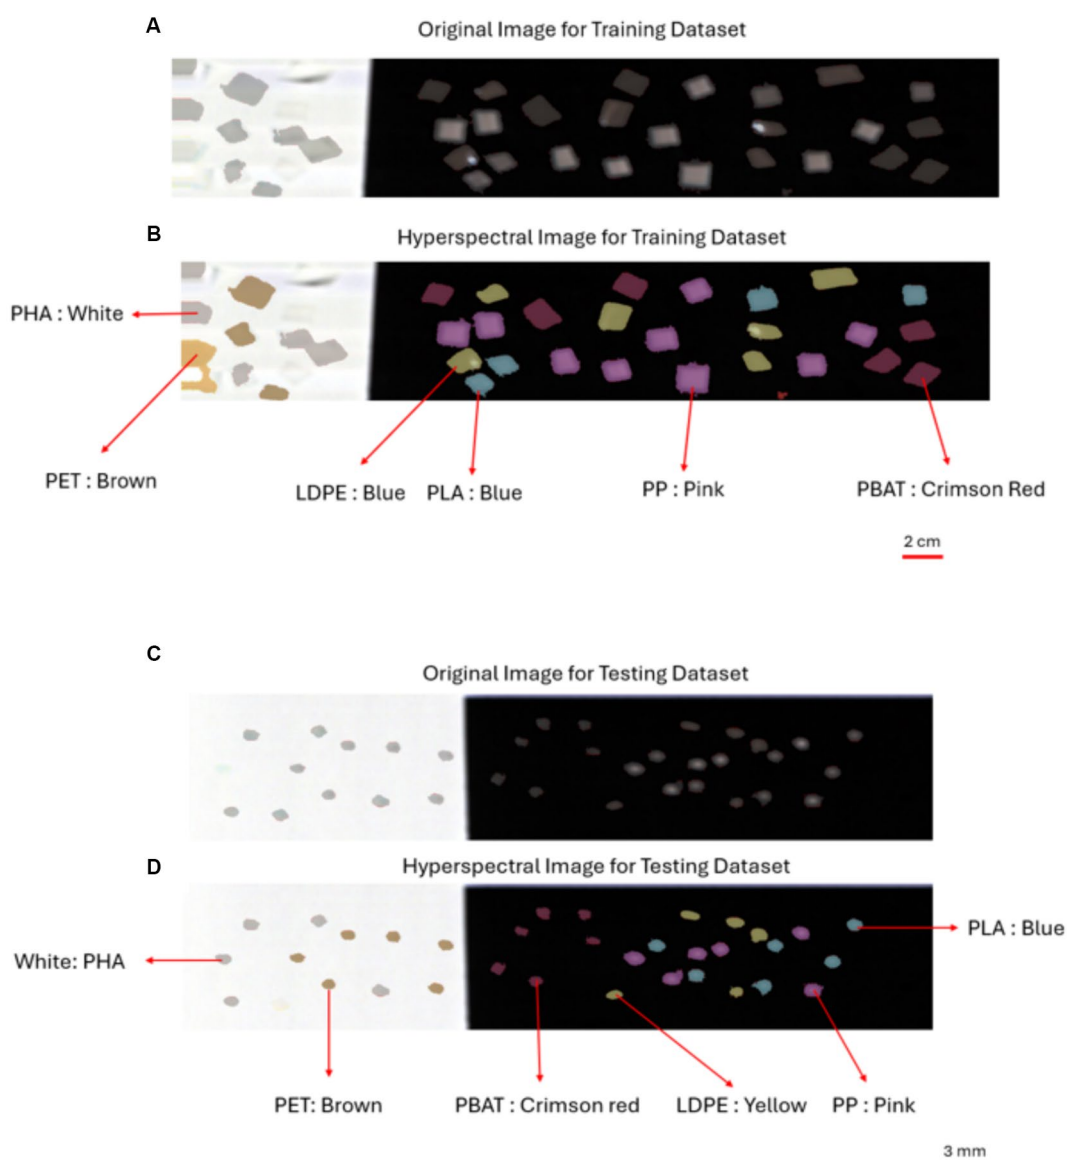 A
Original Image for Training Dataset
B
Hyperspectral Image for Training Dataset
PHA : White
PET : Brown
LDPE : Blue
PLA : Blue
PP : Pink
PBAT : Crimson Red
2 cm
C
Original Image for Testing Dataset
D
Hyperspectral Image for Testing Dataset
PLA : Blue
White: PHA
PET: Brown
PBAT : Crimson red
LDPE : Yellow
PP : Pink
3 mm